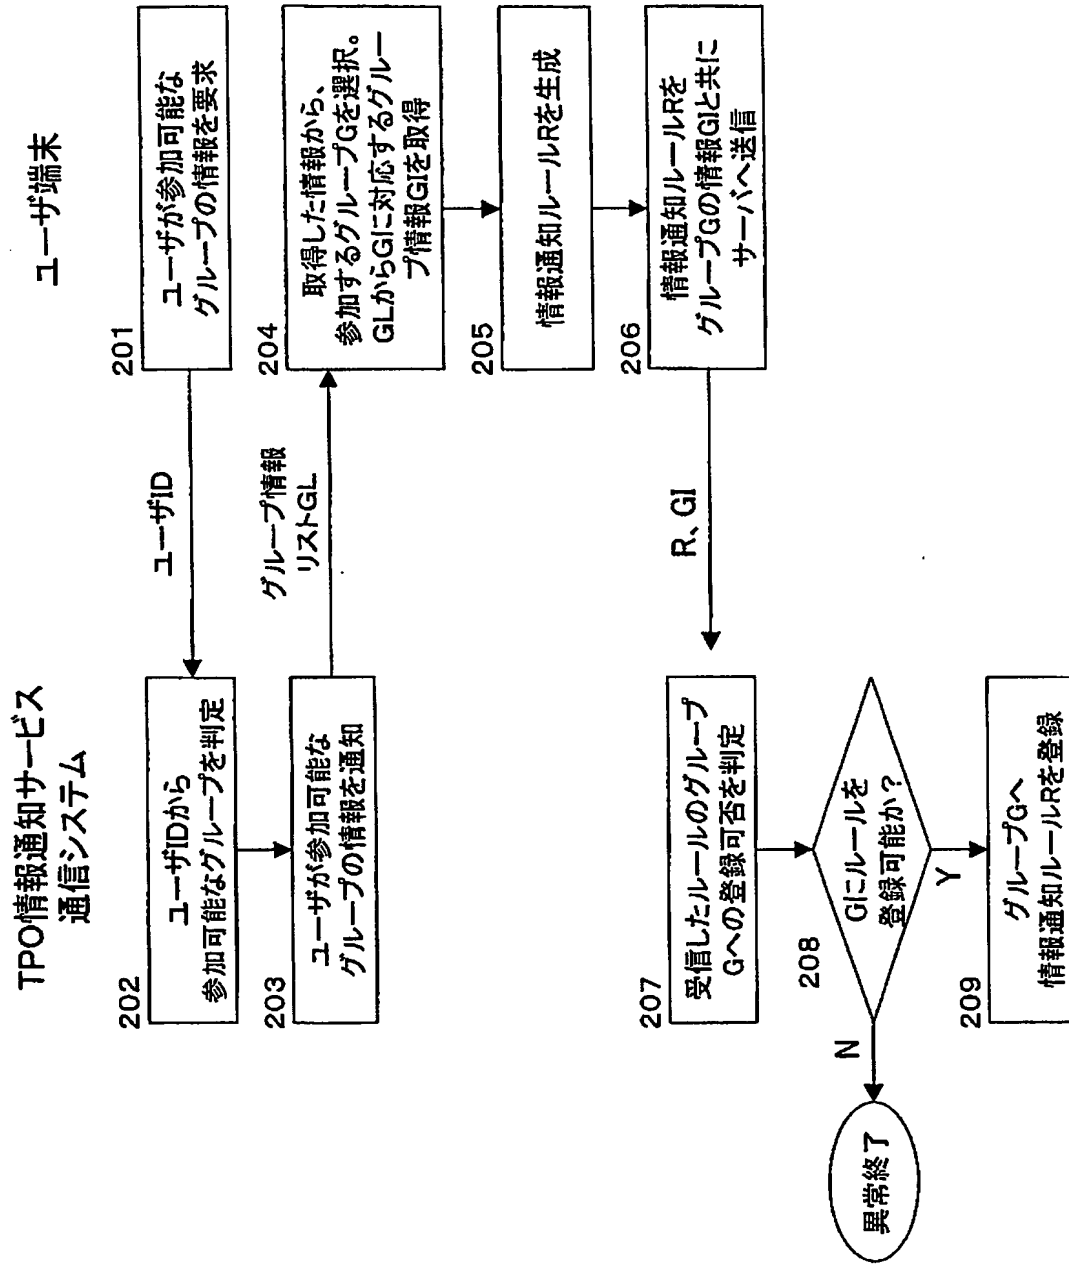 TPO情報通知サービス
通信システム
ユーザ端末
201
ユーザが参加可能な
グループの情報を要求
ユーザID
202
ユーザIDから
参加可能なグループを判定
203
ユーザが参加可能な
グループの情報を通知
グループ情報
リストGL
204
取得した情報から、
参加するグループGを選択。
GLからGIに対応するグルー
プ情報GIを取得
205
情報通知ルールRを生成
206
情報通知ルールRを
グループGの情報GIと共に
サーバへ送信
R、GI
207
受信したルールのグループ
Gへの登録可否を判定
208
Gにルールを
登録可能か？
N
異常終了
Y
209
グループGへ
情報通知ルールRを登録